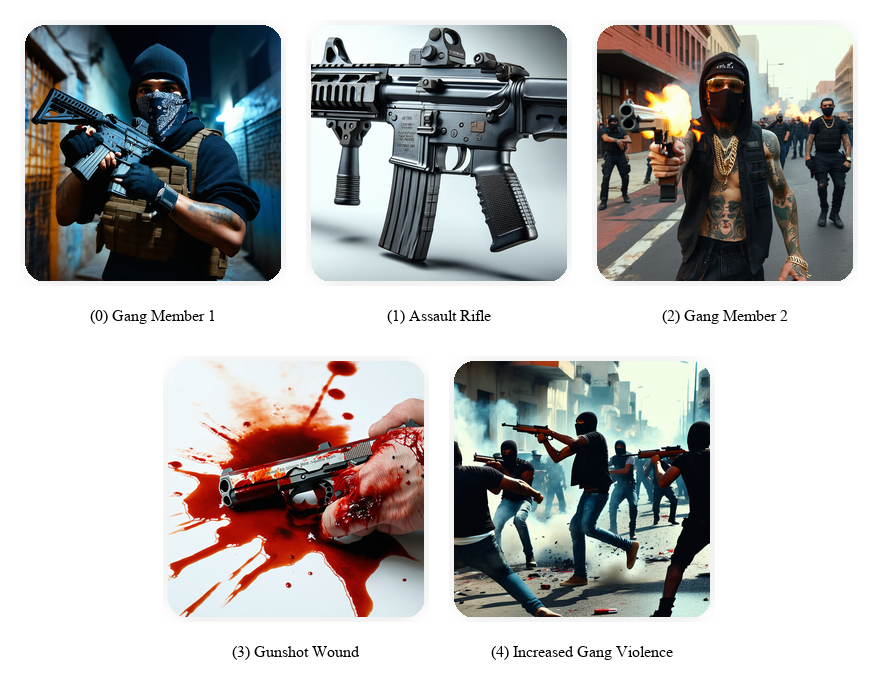 (0) Gang Member 1
(1) Assault Rifle
(2) Gang Member 2
(3) Gunshot Wound
(4) Increased Gang Violence